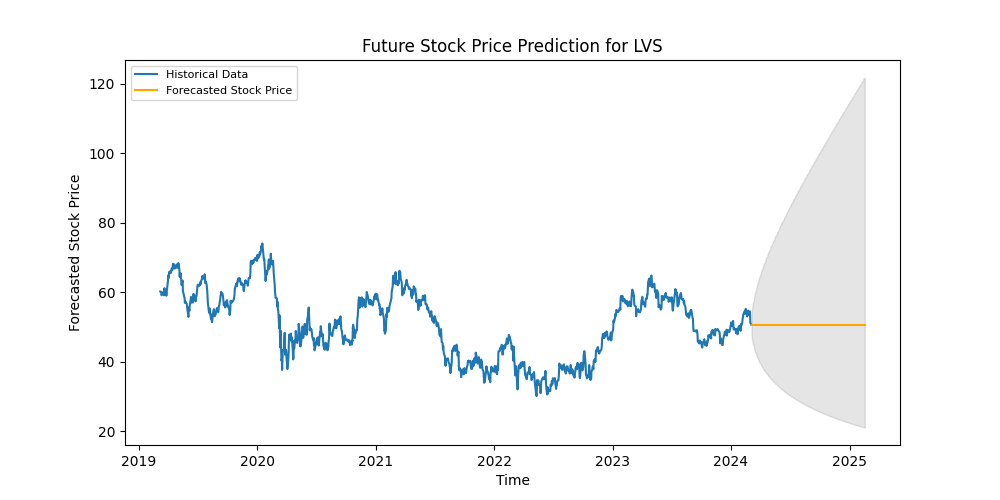 Future Stock Price Prediction for LVS
Historical Data
Forecasted Stock Price
Forecasted Stock Price
120
100
80
60
40
20
2019 2020 2021 2022 2023 2024 2025
Time